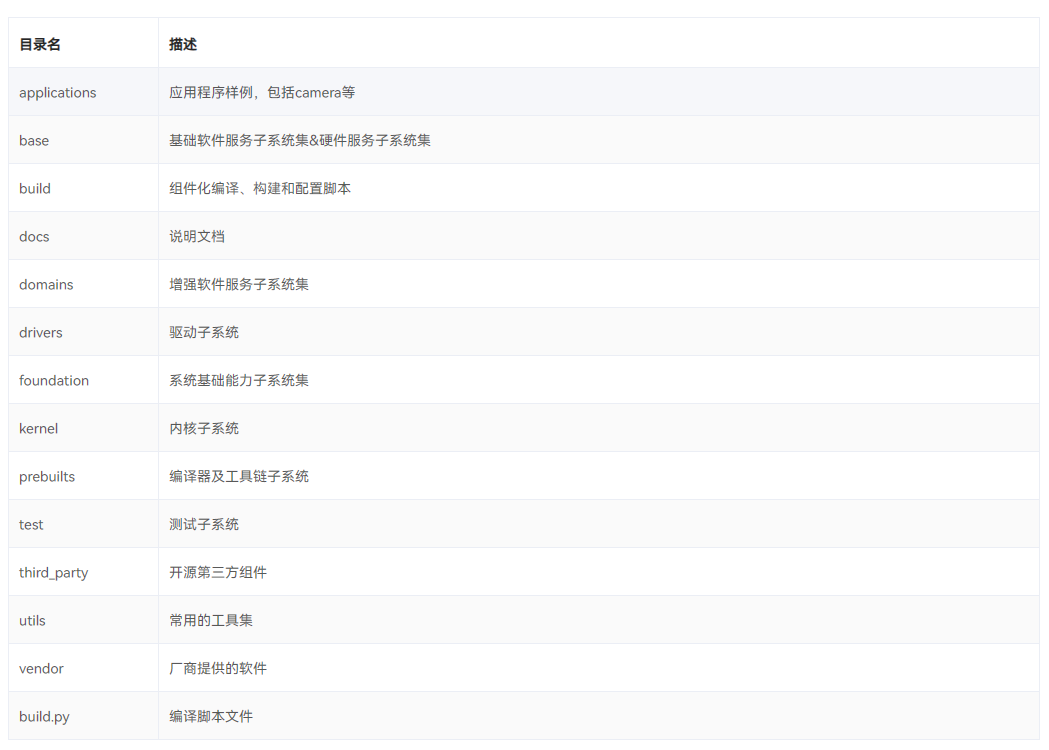 目录名 描述
applications 应用程序样例，包括camera等
base 基础软件服务子系统集&硬件服务子系统集
build 组件化编译、构建和配置脚本
docs 说明文档
domains 增强软件服务子系统集
drivers 驱动子系统
foundation 系统基础能力子系统集
kernel 内核子系统
prebuilts 编译器及工具链子系统
test 测试子系统
third_party 开源第三方组件
utils 常用的工具集
vendor 厂商提供的软件
build.py 编译脚本文件